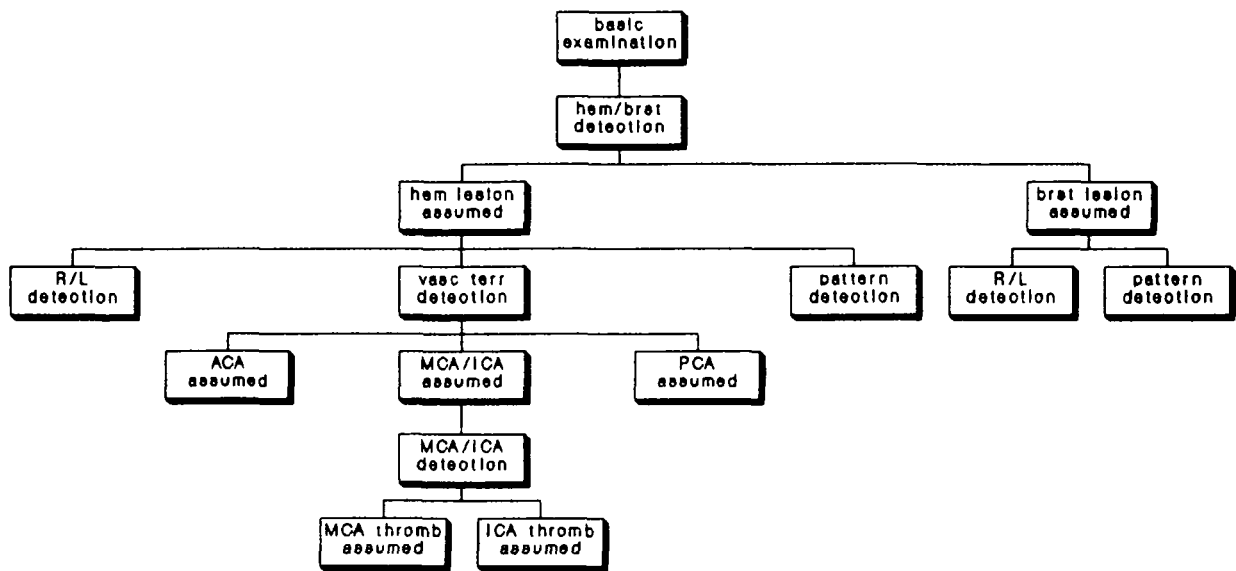 basic
examination
hem/brst
detection
hem lesion
assumed
brst lesion
assumed
R/L
detection
vasc terr
detection
pattern
detection
R/L
detection
pattern
detection
ACA
assumed
MCA/ICA
assumed
PCA
assumed
MCA/ICA
detection
MCA thromb
assumed
ICA thromb
assumed